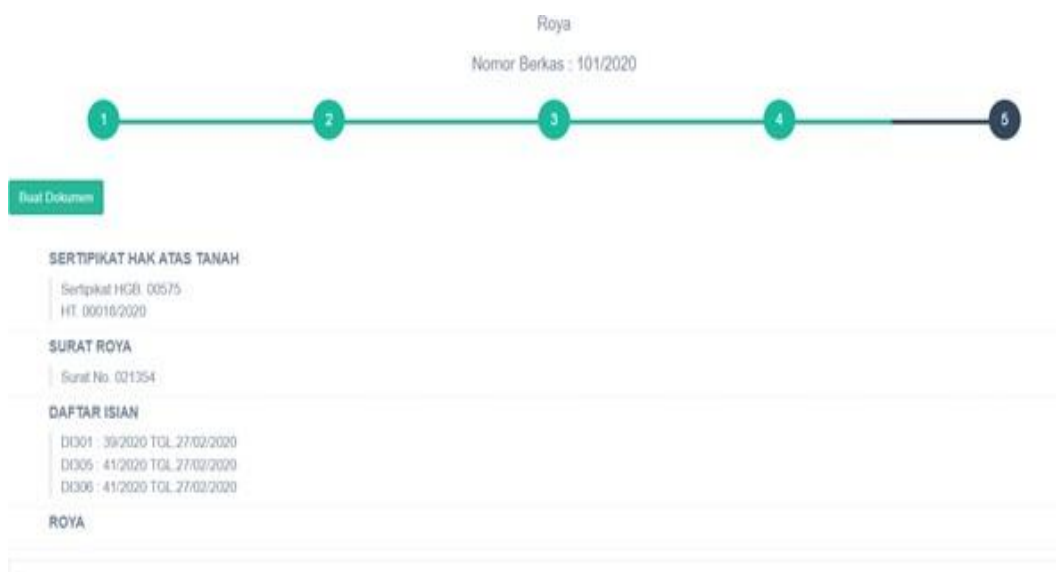 Roya
Nomor Berkas : 101/2020
1 2 3 4 5
Buat Dokumen
SERTIPIKAT HAK ATAS TANAH
Sertipikat HGB. 00575
HT. 00018/2020
SURAT ROYA
Surat No. 021354
DAFTAR ISIAN
DI301 : 39/2020 TGL.27/02/2020
DI305 : 41/2020 TGL.27/02/2020
DI306 : 41/2020 TGL.27/02/2020
ROYA